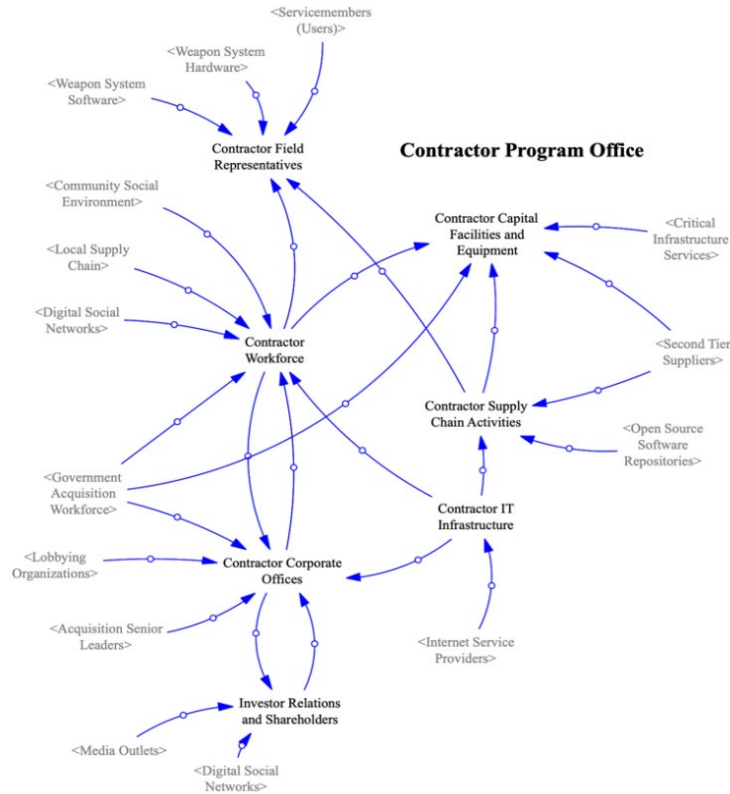 <Servicemembers
(Users)>
<Weapon System
Hardware>
<Weapon System
Software>
Contractor Field
Representatives
Contractor Program Office
<Community Social
Environment>
Contractor Capital
Facilities and
Equipment
<Critical
Infrastructure
Services>
<Local Supply
Chain>
<Digital Social
Networks>
Contractor
Workforce
<Second Tier
Suppliers>
Contractor Supply
Chain Activities
<Open Source
Software
Repositories>
<Government
Acquisition
Workforce>
Contractor IT
Infrastructure
<Lobbying
Organizations>
Contractor Corporate
Offices
<Acquisition Senior
Leaders>
<Internet Service
Providers>
Investor Relations
and Shareholders
<Media Outlets>
<Digital Social
Networks>